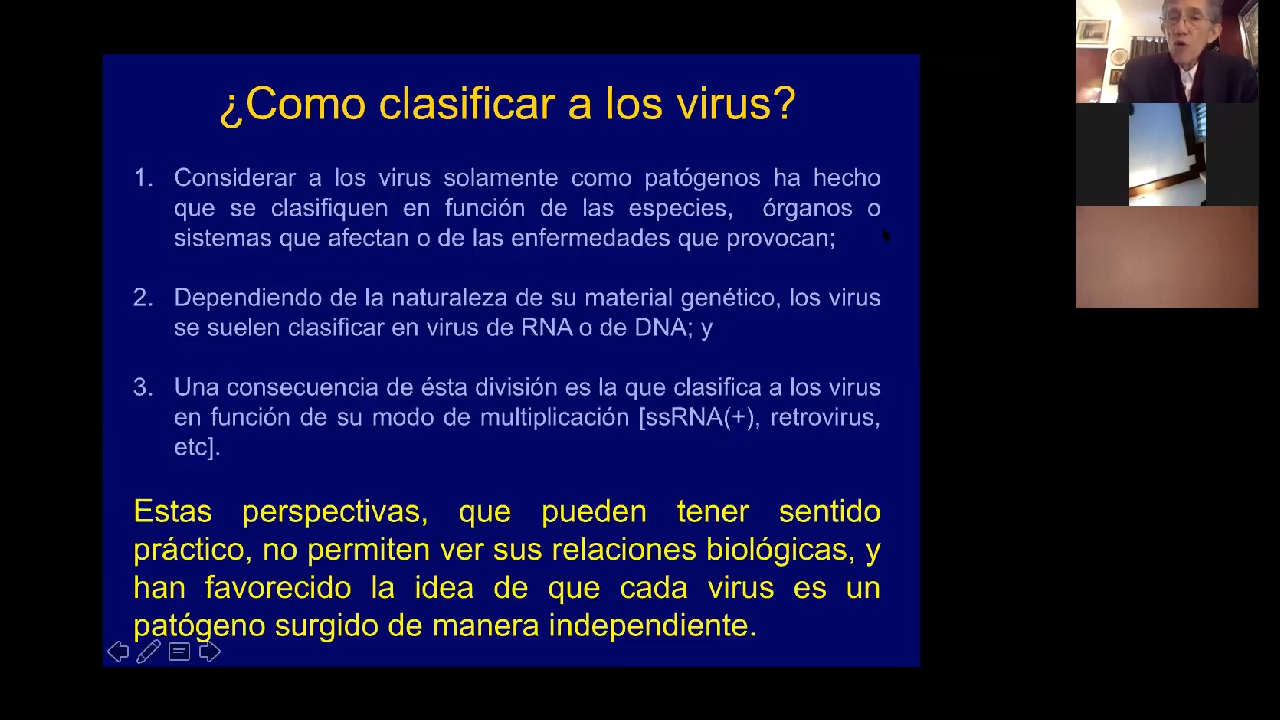 ¿Como clasificar a los virus?
1. Considerar a los virus solamente como patógenos ha hecho
que se clasifiquen en función de las especies, órganos o
sistemas que afectan o de las enfermedades que provocan;
2. Dependiendo de la naturaleza de su material genético, los virus
se suelen clasificar en virus de RNA o de DNA; y
3. Una consecuencia de ésta división es la que clasifica a los virus
en función de su modo de multiplicación [ssRNA(+), retrovirus,
etc].
Estas perspectivas, que pueden tener sentido
práctico, no permiten ver sus relaciones biológicas, y
han favorecido la idea de que cada virus es un
patógeno surgido de manera independiente.